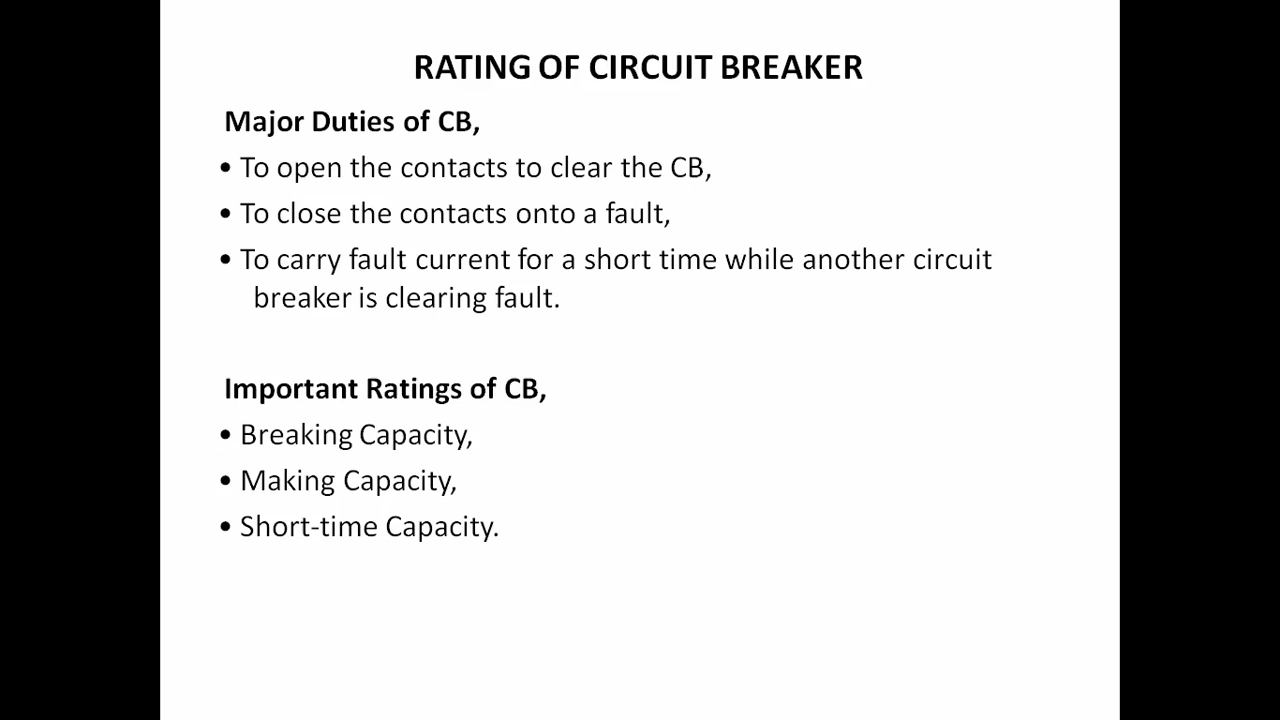 RATING OF CIRCUIT BREAKER
Major Duties of CB,
• To open the contacts to clear the CB,
• To close the contacts onto a fault,
• To carry fault current for a short time while another circuit
breaker is clearing fault.
Important Ratings of CB,
• Breaking Capacity,
• Making Capacity,
• Short-time Capacity.